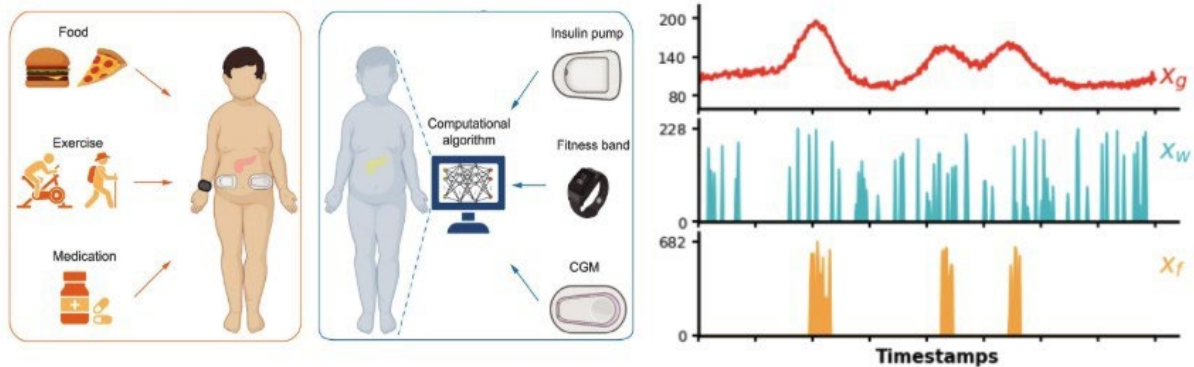 Food
Exercise
Medication
Insulin pump
Computational
algorithm
Fitness band
CGM
200
140
80
x_g
228
0
x_w
682
0
x_f
Timestamps